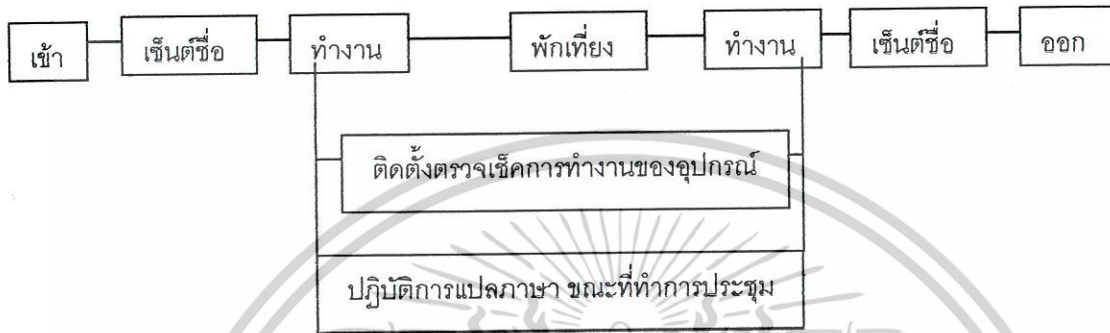 เข้า เซ็นต์ชื่อ ทำงาน พักเที่ยง ทำงาน เซ็นต์ชื่อ ออก
ติดตั้งตรวจเช็คการทำงานของอุปกรณ์
ปฏิบัติการแปลภาษา ขณะที่ทำการประชุม